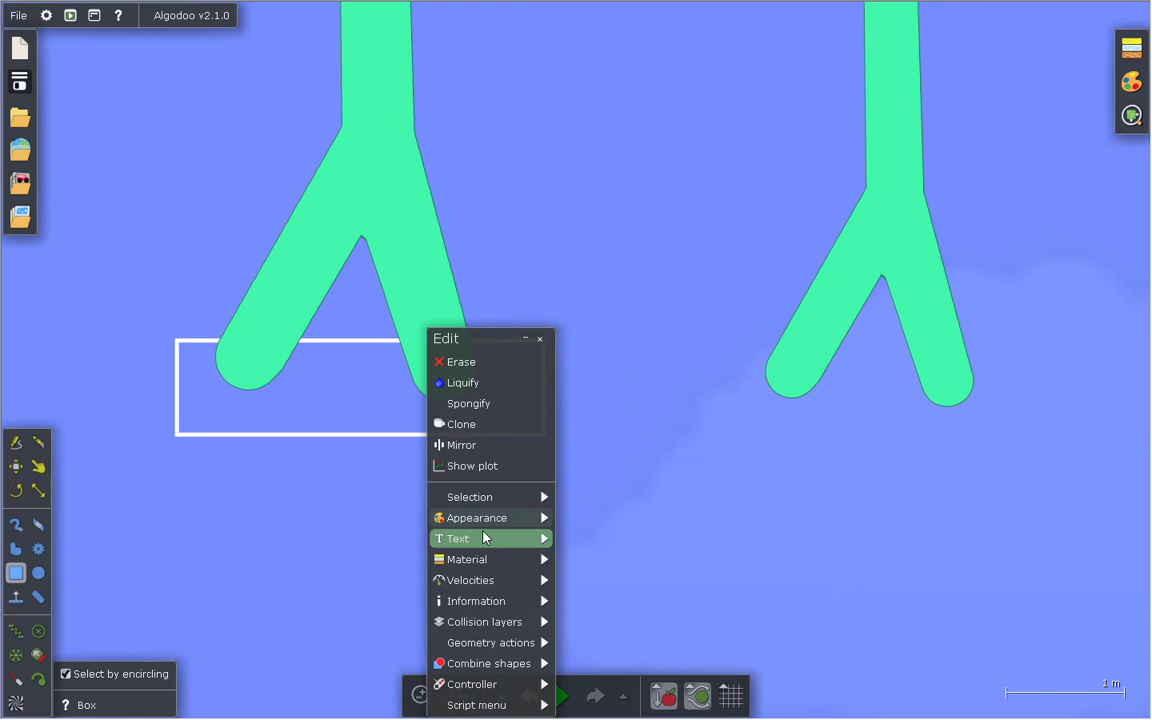 File
?
Algodoo v2.1.0
Edit
Erase
Liquify
Spongify
Clone
Mirror
Show plot
Selection
Appearance
T Text
Material
Velocities
i Information
Collision layers
Geometry actions
Combine shapes
Controller
Script menu
Select by encircling
? Box
1 m